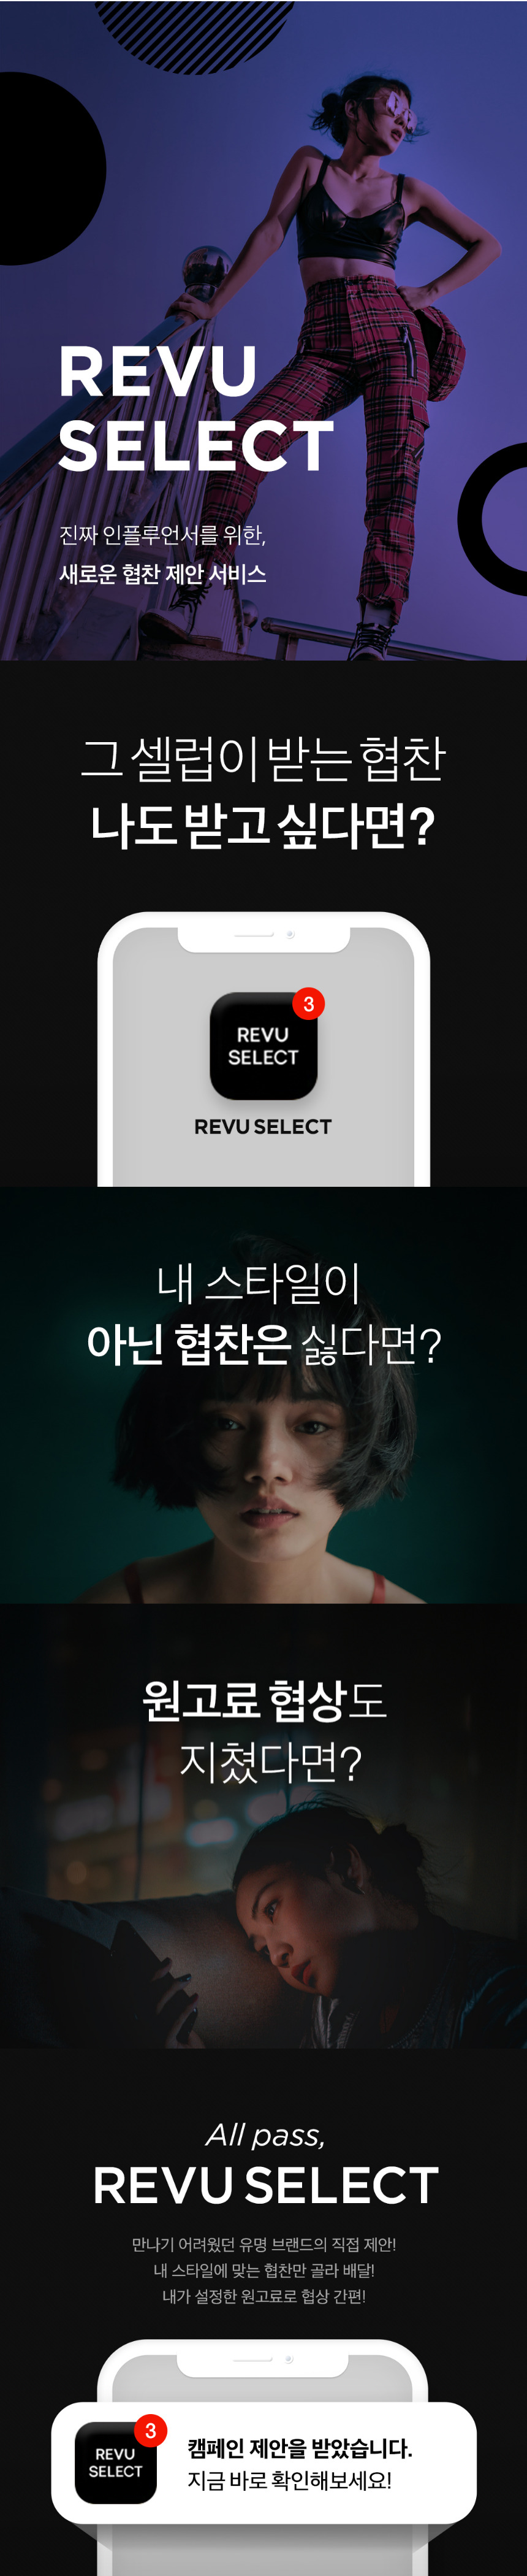 REVU
SELECT
진짜 인플루언서를 위한,
새로운 협찬 제안 서비스
그 셀럽이 받는 협찬
나도 받고 싶다면?
3
REVU
SELECT
REVU SELECT
내 스타일이
아닌 협찬은 싫다면?
원고료 협상도
지쳤다면?
All pass,
REVU SELECT
만나기 어려웠던 유명 브랜드의 직접 제안!
내 스타일에 맞는 협찬만 골라 배달!
내가 설정한 원고료로 협상 간편!
3
REVU
SELECT
캠페인 제안을 받았습니다.
지금 바로 확인해보세요!